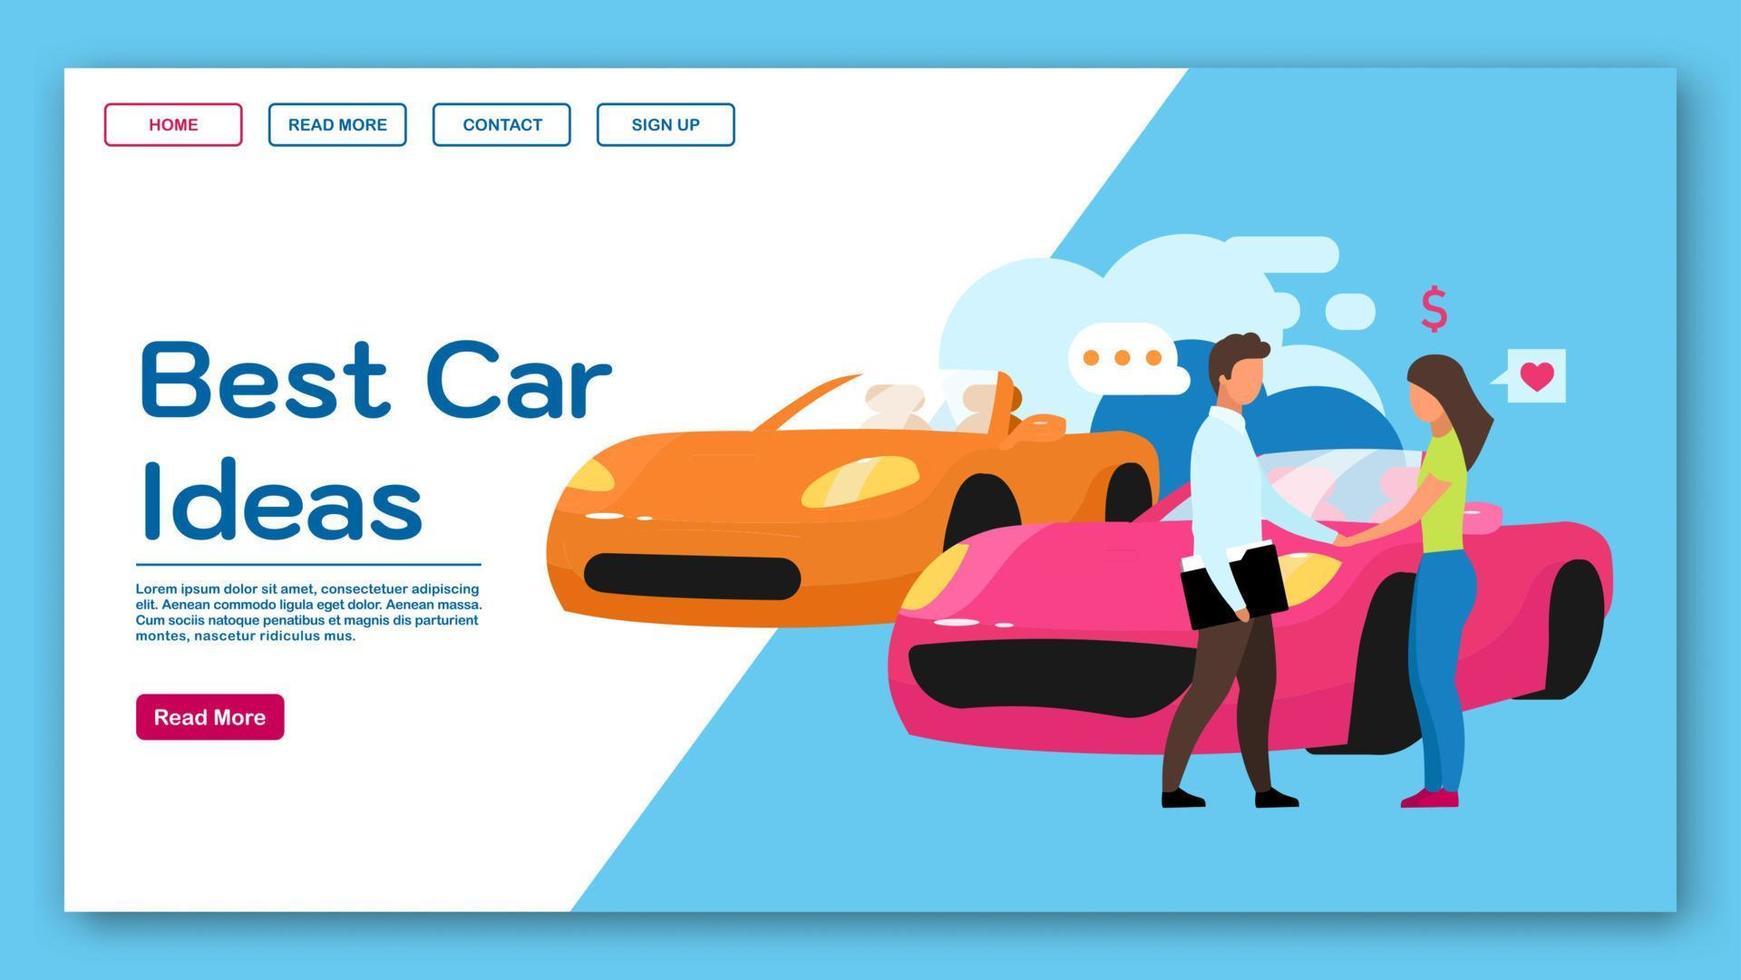 HOME READ MORE CONTACT SIGN UP
$
Best Car
Ideas
Lorem ipsum dolor sit amet, consectetuer adipiscing
elit. Aenean commodo ligula eget dolor. Aenean massa.
Cum sociis natoque penatibus et magnis dis parturient
montes, nascetur ridiculus mus.
Read More